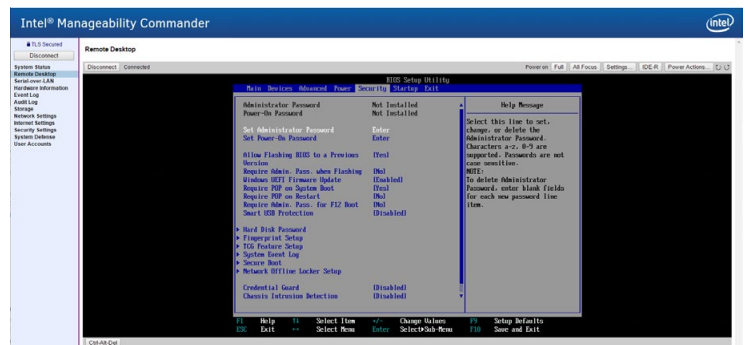 Intel® Manageability Commander
intel
TLS Secured
Disconnect
System Status
Remote Desktop
Serial-over-LAN
Hardware Information
Event Log
Audit Log
Storage
Network Settings
Internet Settings
Security Settings
System Defense
User Accounts
Remote Desktop
Disconnect Connected Power on Full All Focus Settings... IDE-R Power Actions...
BIOS Setup Utility
Main Devices Advanced Power Security Startup Exit
Administrator Password Not Installed
Power-On Password Not Installed
Set Administrator Password Enter
Set Power-On Password Enter
Allow Flashing BIOS to a Previous [Yes]
Version
Require Admin. Pass. when Flashing [No]
Windows UEFI Firmware Update [Enabled]
Require POP on System Boot [Yes]
Require POP on Restart [No]
Require Admin. Pass. for F12 Boot [No]
Smart USB Protection [Disabled]
Hard Disk Password
Fingerprint Setup
TCG Feature Setup
System Event Log
Secure Boot
Network Offline Locker Setup
Credential Guard [Disabled]
Chassis Intrusion Detection [Disabled]
Help Message
Select this line to set,
change, or delete the
Administrator Password.
Characters a-z, 0-9 are
supported. Passwords are not
case sensitive.
NOTE:
To delete Administrator
Password, enter blank fields
for each new password line
item.
F1 Help ↑↓ Select Item +/- Change Values F9 Setup Defaults
ESC Exit ↔ Select Menu Enter Select▶Sub-Menu F10 Save and Exit
Ctrl-Alt-Del